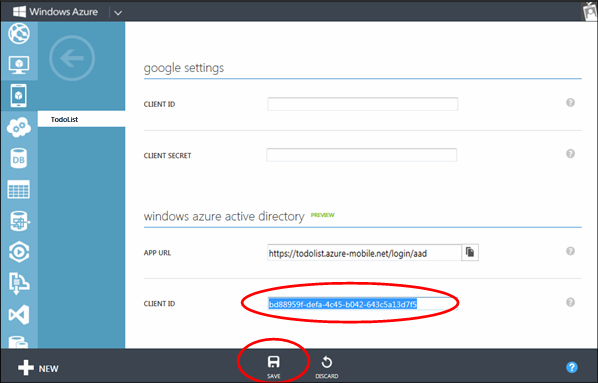 Windows Azure
google settings
TodoList
CLIENT ID
CLIENT SECRET
DB
windows azure active directory PREVIEW
APP URL https://todolist.azure-mobile.net/login/aad
CLIENT ID bd88959f-defa-4c45-b042-643c5a13d7f5
NEW
SAVE
DISCARD